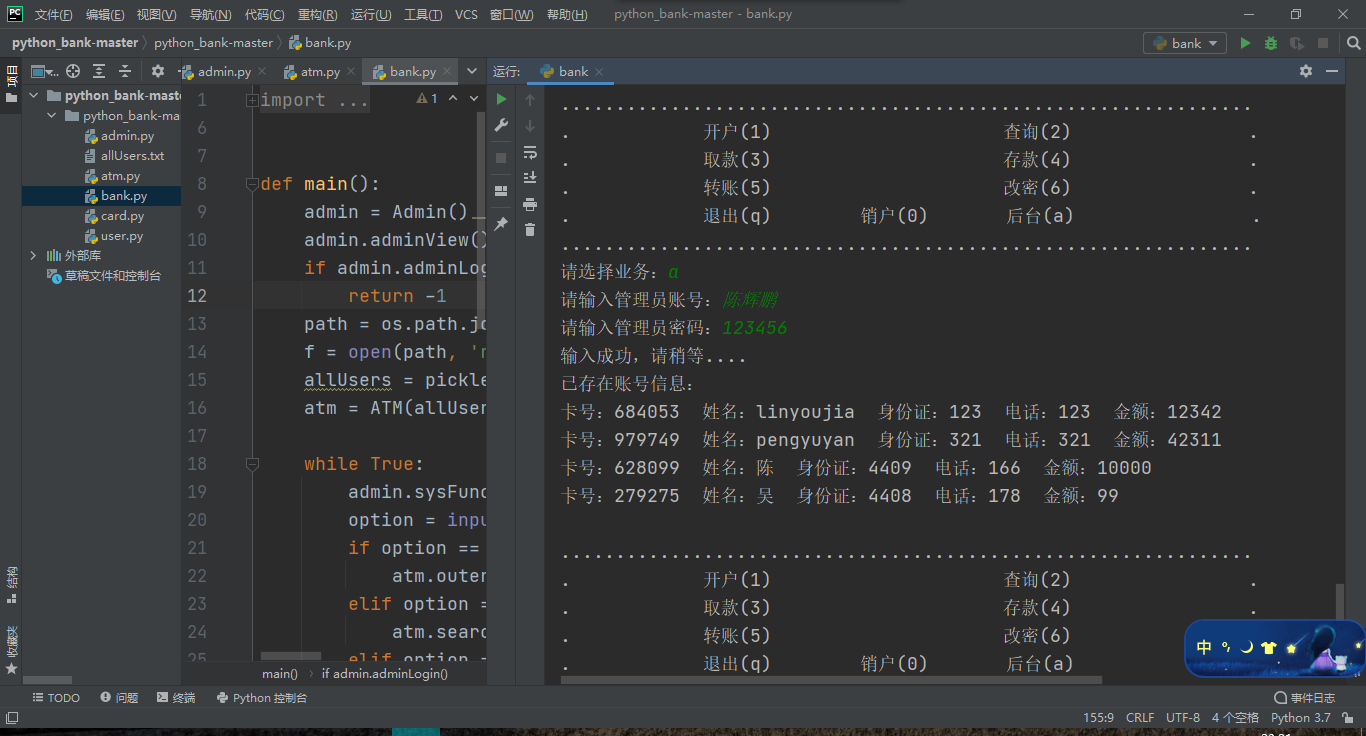 PC 文件(F) 编辑(E) 视图(V) 导航(N) 代码(C) 重构(R) 运行(U) 工具(T) VCS 窗口(W) 帮助(H) python_bank-master - bank.py
python_bank-master python_bank-master bank.py bank
项目 admin.py atm.py bank.py 运行: bank
python_bank-maste
python_bank-ma
admin.py
allUsers.txt
atm.py
bank.py
card.py
user.py
外部库
草稿文件和控制台
结构
收藏夹
1 import ... 1
6
7
8 def main():
9 admin = Admin()
10 admin.adminView()
11 if admin.adminLog
12 return -1
13 path = os.path.jo
14 f = open(path, 'r
15 allUsers = pickle
16 atm = ATM(allUser
17
18 while True:
19 admin.sysFunc
20 option = inpu
21 if option ==
22 atm.outer
23 elif option =
24 atm.searc
25 elif option =
main() if admin.adminLogin()
...............................................................
. 开户(1) 查询(2) .
. 取款(3) 存款(4) .
. 转账(5) 改密(6) .
. 退出(q) 销户(0) 后台(a) .
...............................................................
请选择业务：a
请输入管理员账号：陈辉鹏
请输入管理员密码：123456
输入成功，请稍等....
已存在账号信息：
卡号：684053 姓名：linyoujia 身份证：123 电话：123 金额：12342
卡号：979749 姓名：pengyuyan 身份证：321 电话：321 金额：42311
卡号：628099 姓名：陈 身份证：4409 电话：166 金额：10000
卡号：279275 姓名：吴 身份证：4408 电话：178 金额：99
...............................................................
. 开户(1) 查询(2) .
. 取款(3) 存款(4) .
. 转账(5) 改密(6) .
. 退出(q) 销户(0) 后台(a)
中
TODO 问题 终端 Python 控制台 事件日志
155:9 CRLF UTF-8 4 个空格 Python 3.7